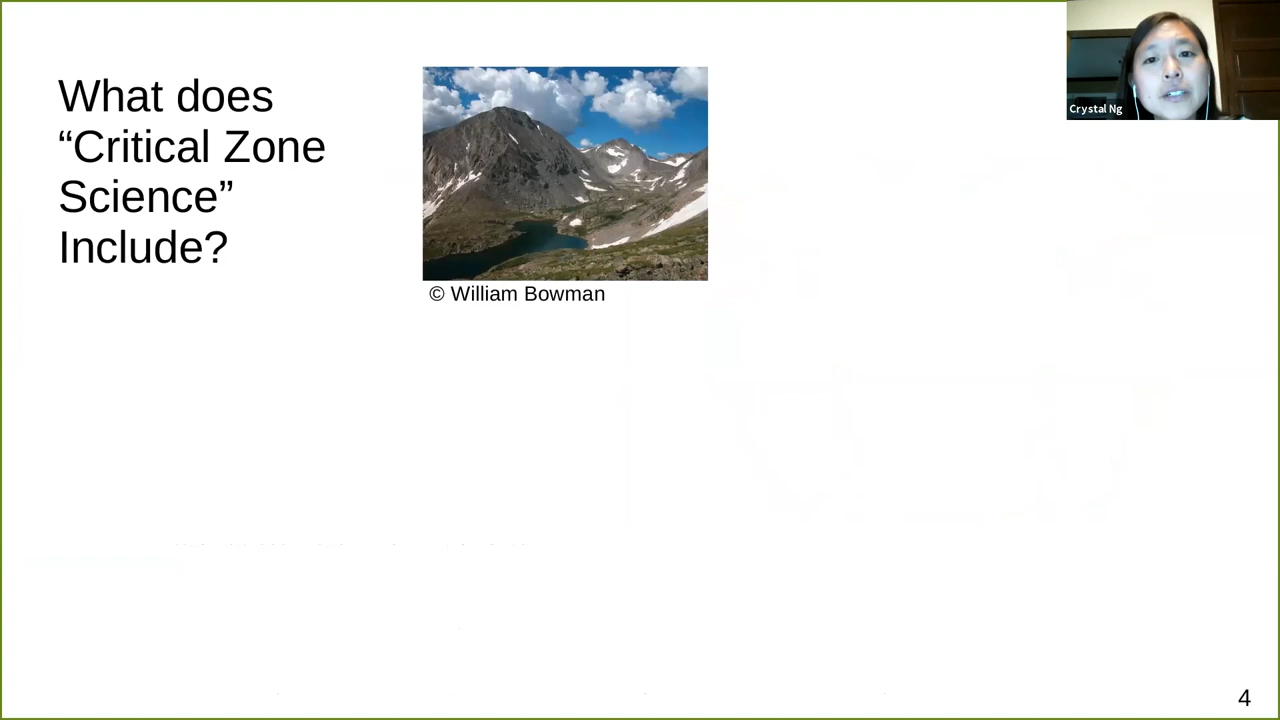 What does
“Critical Zone
Science”
Include?
© William Bowman
Crystal Ng
4